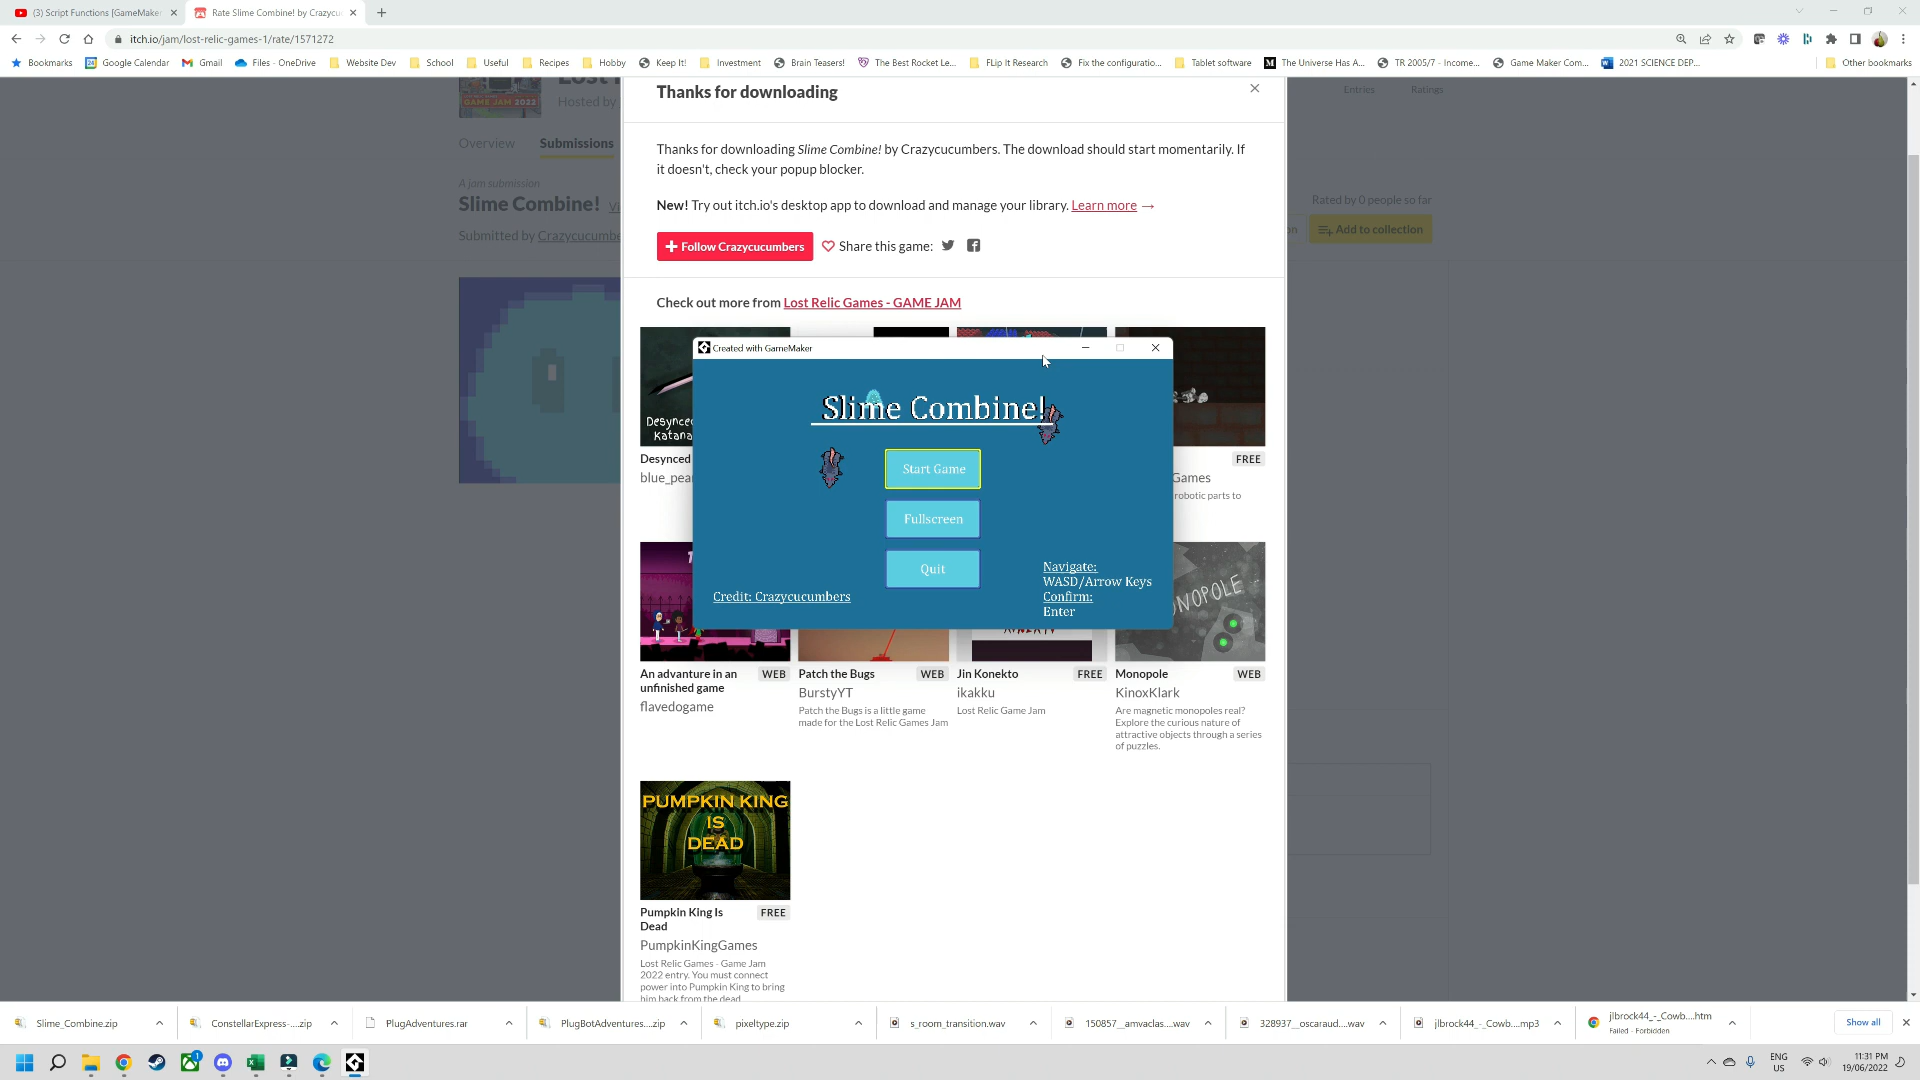 (3) Script Functions [GameMaker
Rate Slime Combine! by Crazycuc
itch.io/jam/lost-relic-games-1/rate/1571272
Bookmarks
Google Calendar
Gmail
Files - OneDrive
Website Dev
School
Useful
Recipes
Hobby
Keep It!
Investment
Brain Teasers!
The Best Rocket Le...
FLip It Research
Fix the configuratio...
Tablet software
The Universe Has A...
TR 2005/7 - Income...
Game Maker Com...
2021 SCIENCE DEP...
Other bookmarks
GAME JAM 2022
Hosted by
Entries
Ratings
Overview
Submissions
A jam submission
Slime Combine!
Submitted by Crazycucumbe
Rated by 0 people so far
Add to collection
Thanks for downloading
Thanks for downloading Slime Combine! by Crazycucumbers. The download should start momentarily. If
it doesn't, check your popup blocker.
New! Try out itch.io's desktop app to download and manage your library. Learn more →
Follow Crazycucumbers
Share this game:
Check out more from Lost Relic Games - GAME JAM
Created with GameMaker
Slime Combine!
Start Game
Fullscreen
Quit
Credit: Crazycucumbers
Navigate:
WASD/Arrow Keys
Confirm:
Enter
Desynced
Katana
Desynced
blue_pea
FREE
Games
robotic parts to
MONOPOLE
An advanture in an
unfinished game
WEB
flavedogame
Patch the Bugs
WEB
BurstyYT
Patch the Bugs is a little game
made for the Lost Relic Games Jam
Jin Konekto
FREE
ikakku
Lost Relic Game Jam
Monopole
WEB
KinoxKlark
Are magnetic monopoles real?
Explore the curious nature of
attractive objects through a series
of puzzles.
PUMPKIN KING
IS
DEAD
Pumpkin King Is
Dead
FREE
PumpkinKingGames
Lost Relic Games - Game Jam
2022 entry. You must connect
power into Pumpkin King to bring
him back from the dead
Slime_Combine.zip
ConstellarExpress-....zip
PlugAdventures.rar
PlugBotAdventures....zip
pixeltype.zip
s_room_transition.wav
150857__amvaclas....wav
328937__oscaraud....wav
jlbrock44_-_Cowb....mp3
jlbrock44_-_Cowb....htm
Failed - Forbidden
Show all
1
ENG
US
11:31 PM
19/06/2022